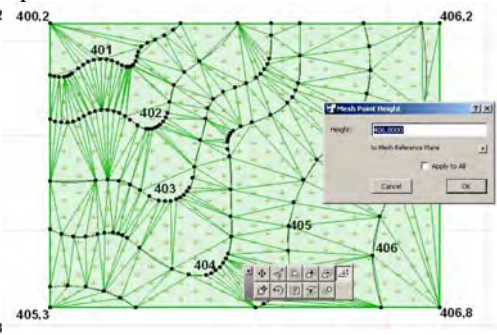 400,2
406,2
401
Mesh Point Height
Height:
406,0000
402
to Mesh Reference Plane
Apply to All
Cancel
OK
403
405
406
404
405,3
406,8